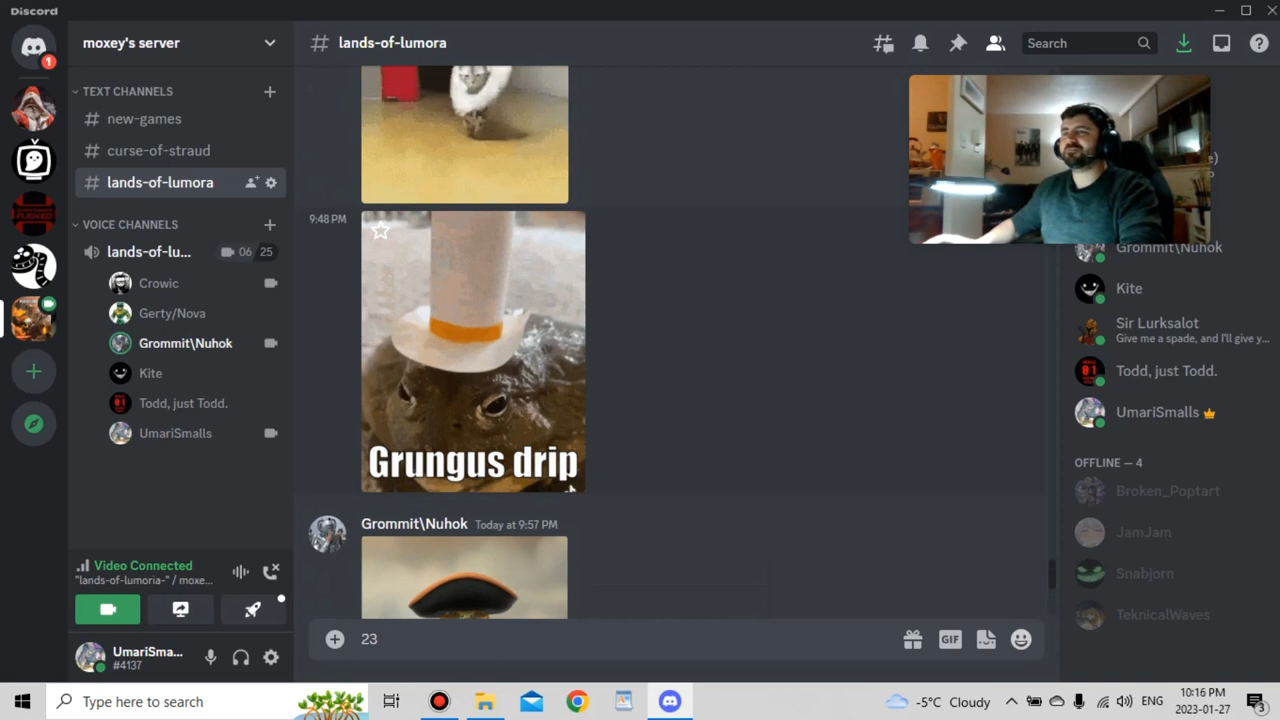 Discord
1
moxey's server
TEXT CHANNELS
# new-games
# curse-of-straud
# lands-of-lumora
VOICE CHANNELS
lands-of-lu... 06 25
Crowic
Gerty/Nova
Grommit\Nuhok
Kite
Todd, just Todd.
UmariSmalls
Video Connected
"lands-of-lumoria-" / moxe...
UmariSma...
#4137
# lands-of-lumora
Search
9:48 PM
Grungus drip
Grommit\Nuhok Today at 9:57 PM
23
GIF
Grommit\Nuhok
Kite
Sir Lurksalot
Give me a spade, and I'll give y...
Todd, just Todd.
UmariSmalls
OFFLINE — 4
Broken_Poptart
JamJam
Snabjorn
TeknicalWaves
Type here to search
-5°C Cloudy
ENG
10:16 PM
2023-01-27
3